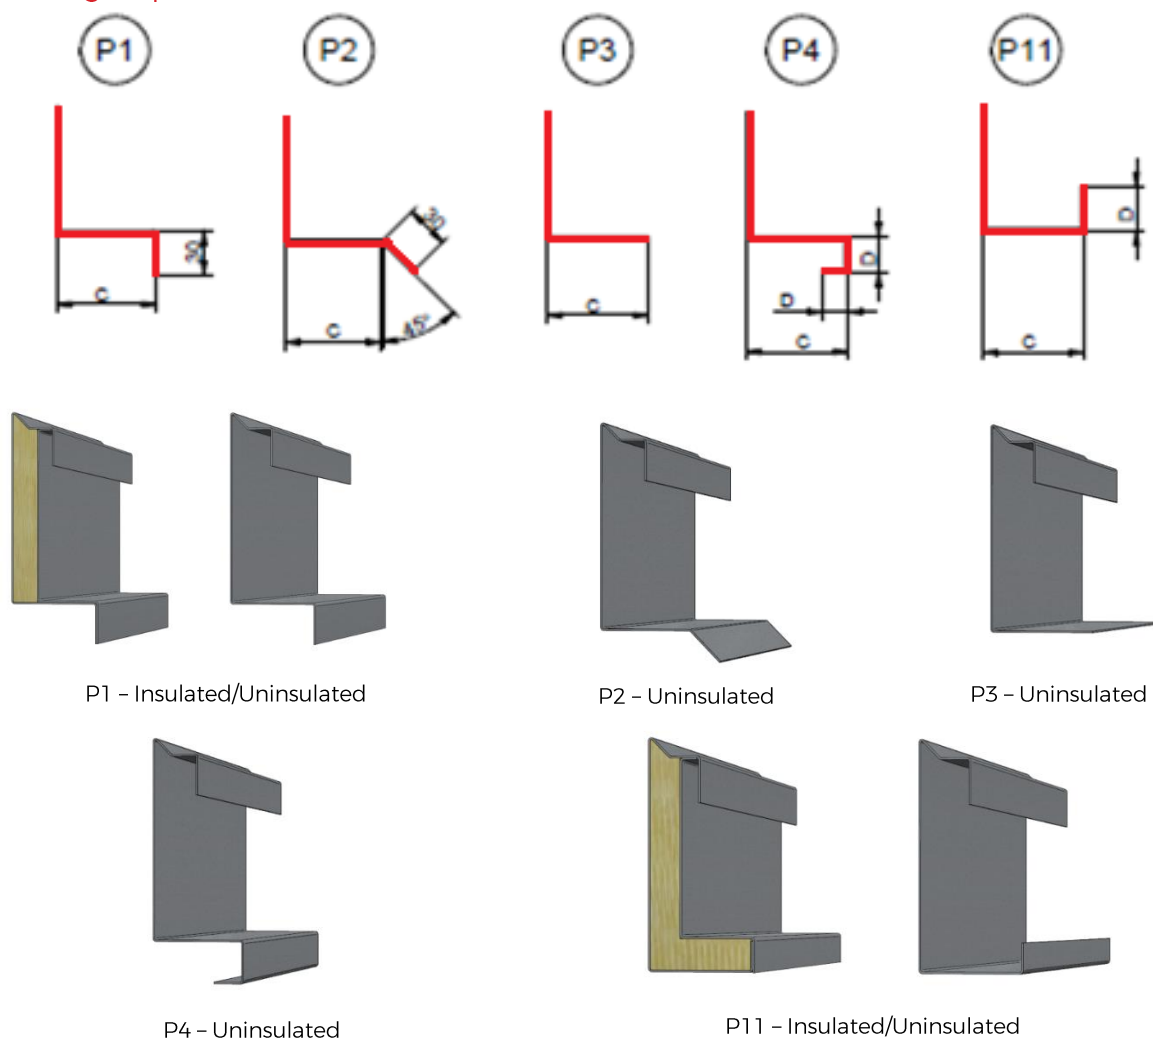 P1 P2 P3 P4 P11
30
C
30
C
45°
C
D
D
C
D
C
P1 – Insulated/Uninsulated
P2 – Uninsulated
P3 – Uninsulated
P4 – Uninsulated
P11 – Insulated/Uninsulated